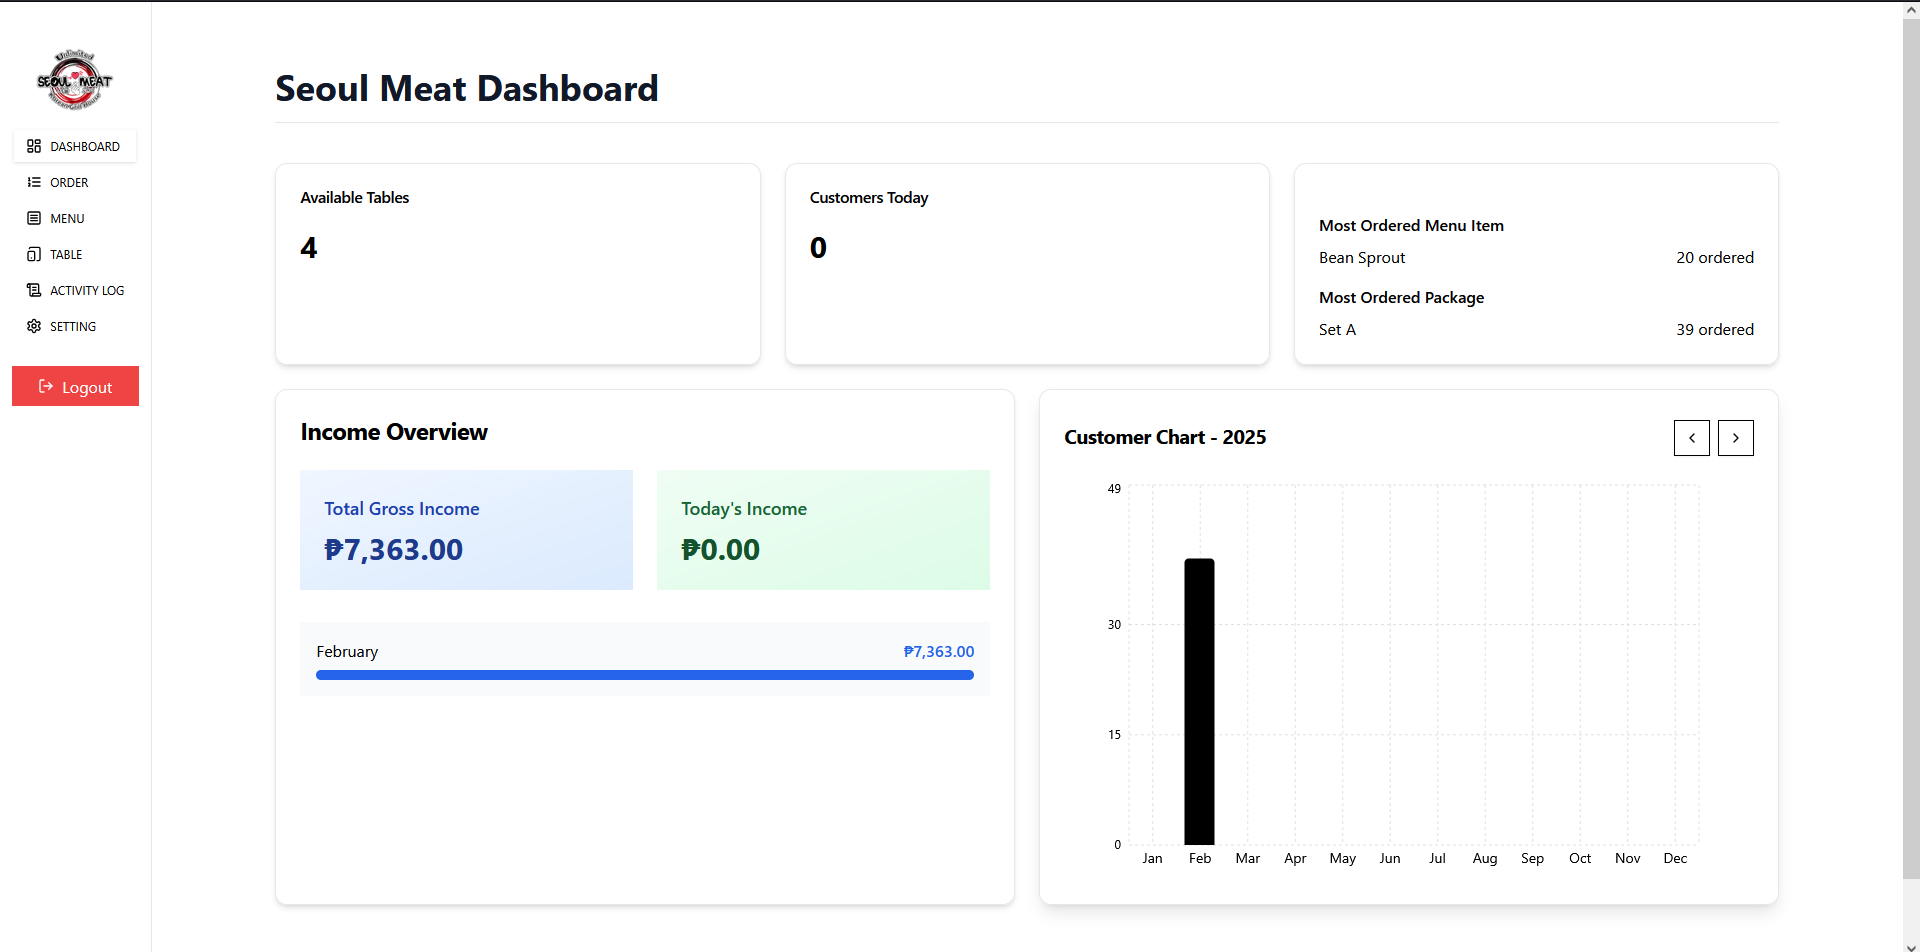 Unlimited
SEOUL MEAT
DASHBOARD
ORDER
MENU
TABLE
ACTIVITY LOG
SETTING
Logout
Seoul Meat Dashboard
Available Tables
4
Customers Today
0
Most Ordered Menu Item
Bean Sprout 20 ordered
Most Ordered Package
Set A 39 ordered
Income Overview
Total Gross Income
₱7,363.00
Today's Income
₱0.00
February ₱7,363.00
Customer Chart - 2025
49
30
15
0
Jan Feb Mar Apr May Jun Jul Aug Sep Oct Nov Dec